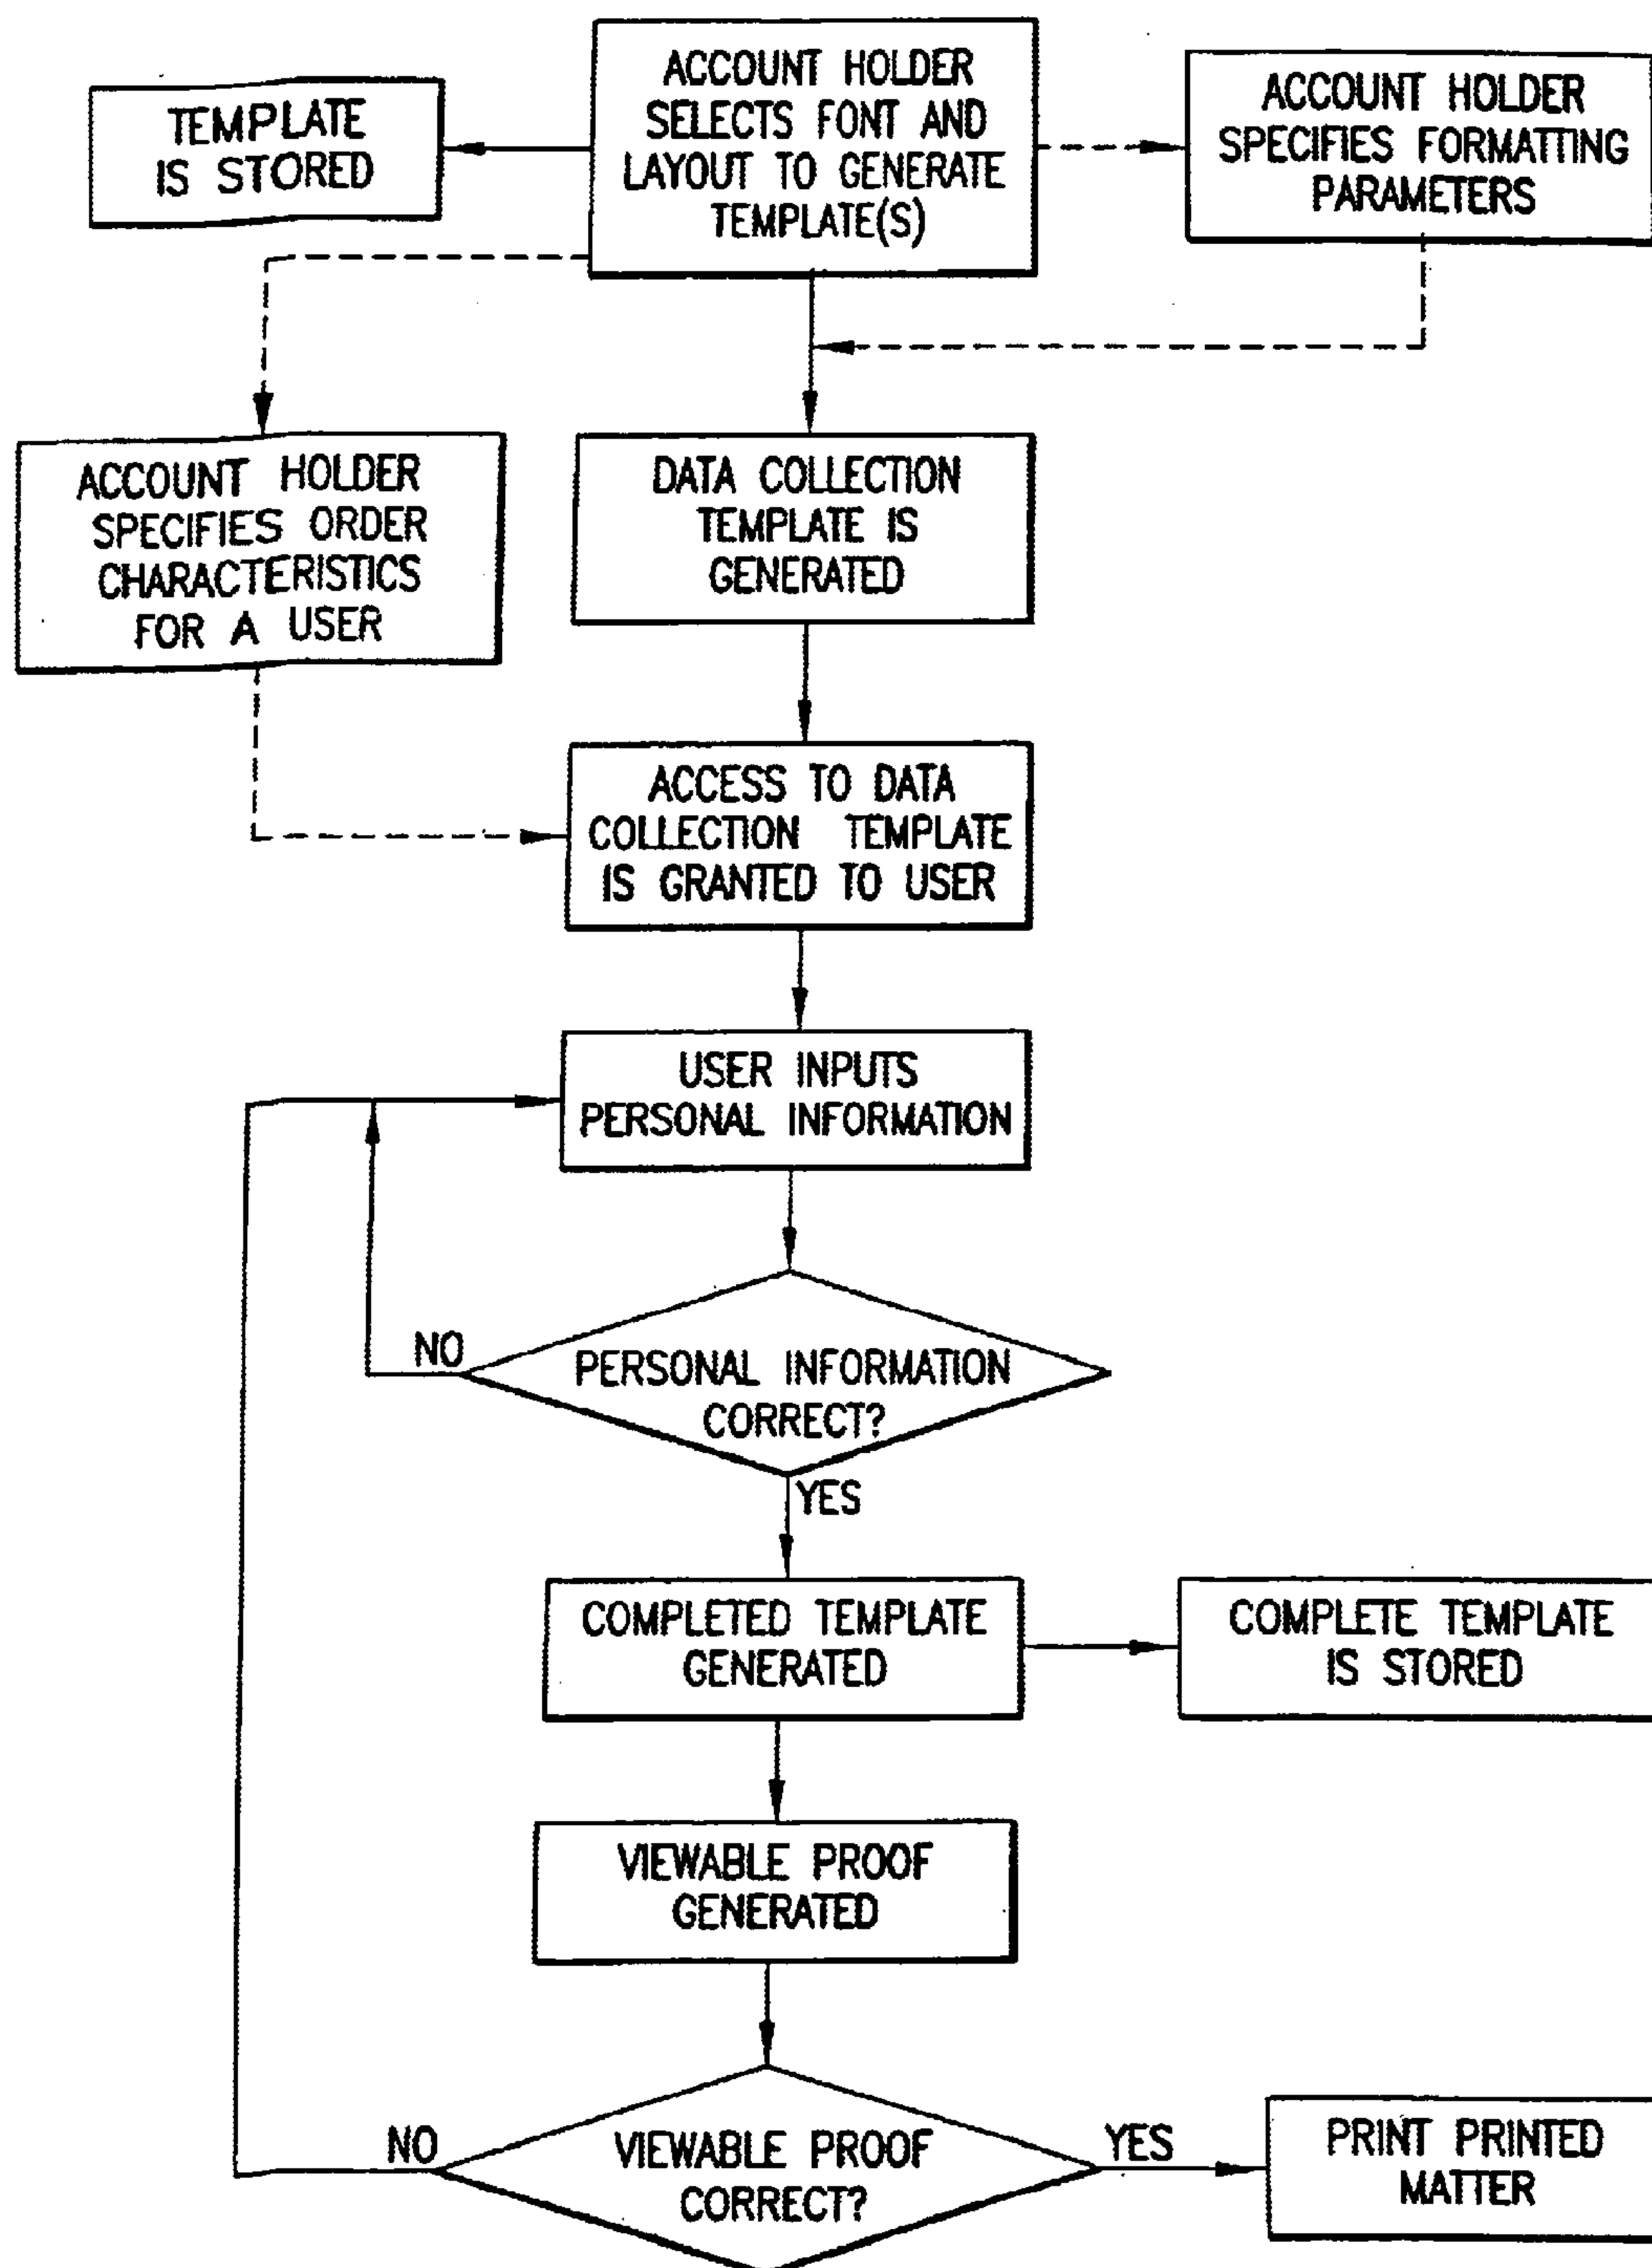 TEMPLATE
IS STORED
ACCOUNT HOLDER
SELECTS FONT AND
LAYOUT TO GENERATE
TEMPLATE(S)
ACCOUNT HOLDER
SPECIFIES FORMATTING
PARAMETERS
ACCOUNT HOLDER
SPECIFIES ORDER
CHARACTERISTICS
FOR A USER
DATA COLLECTION
TEMPLATE IS
GENERATED
ACCESS TO DATA
COLLECTION TEMPLATE
IS GRANTED TO USER
USER INPUTS
PERSONAL INFORMATION
NO
PERSONAL INFORMATION
CORRECT?
YES
COMPLETED TEMPLATE
GENERATED
COMPLETE TEMPLATE
IS STORED
VIEWABLE PROOF
GENERATED
NO
VIEWABLE PROOF
CORRECT?
YES
PRINT PRINTED
MATTER